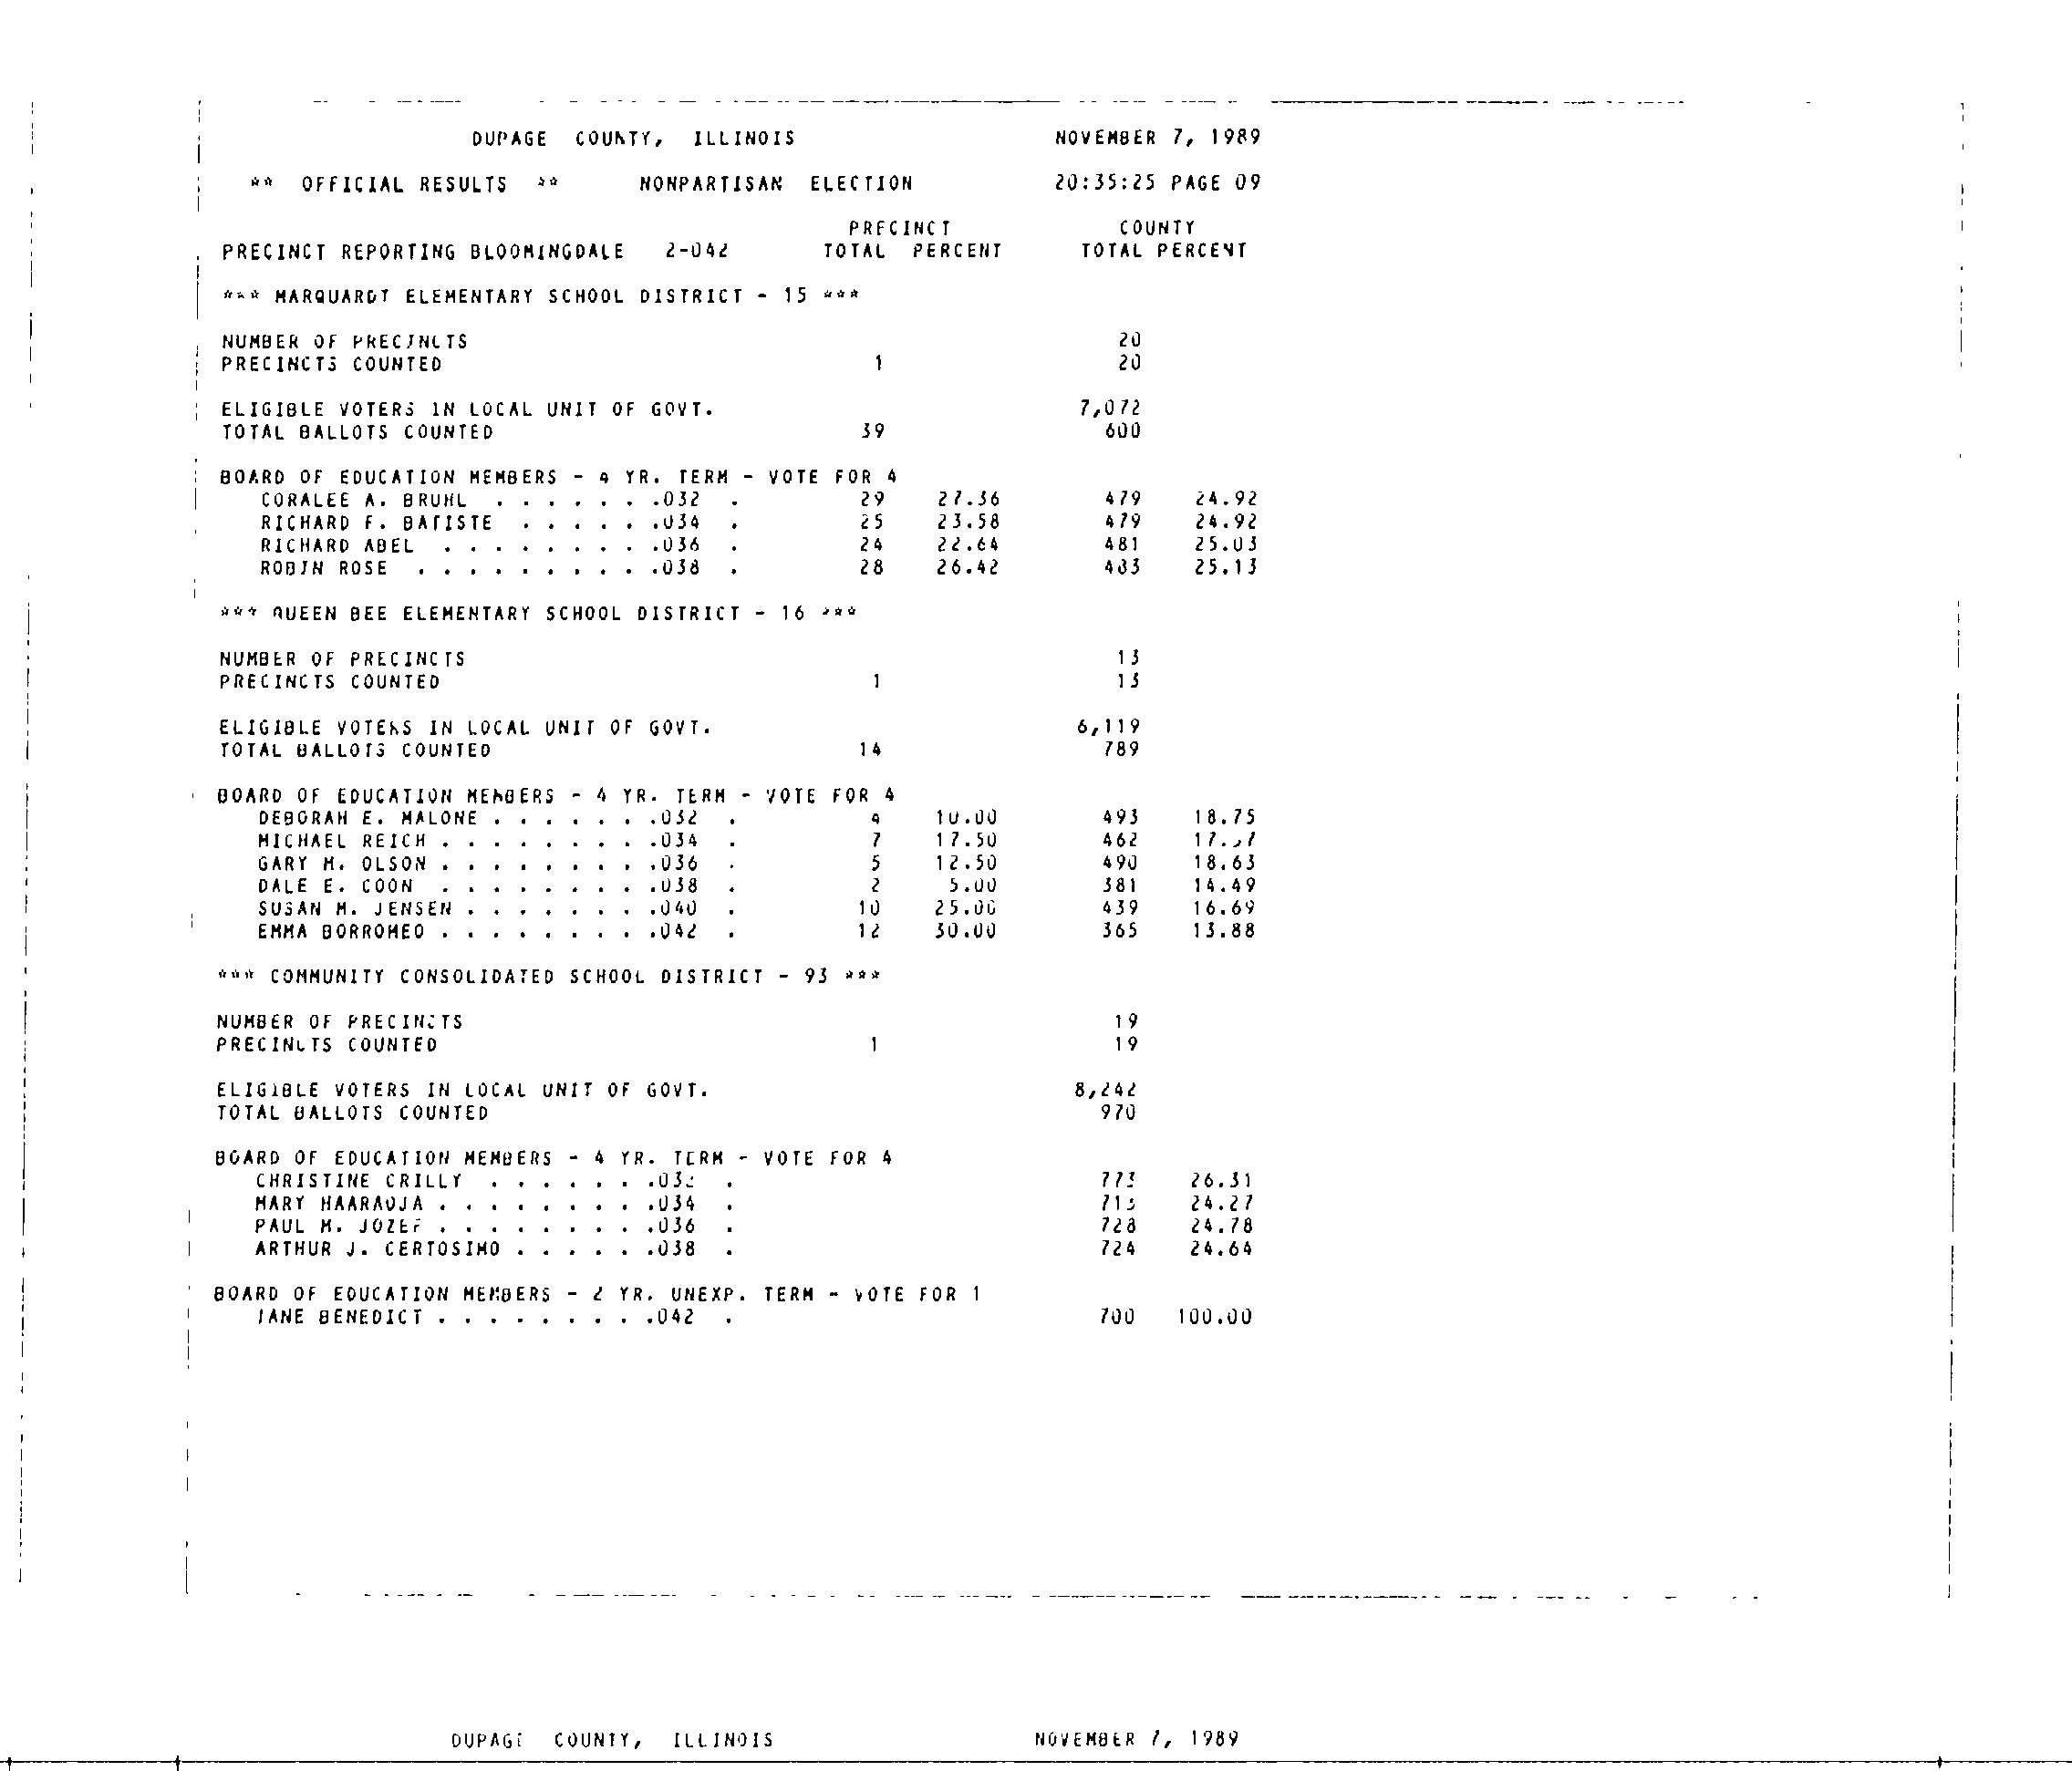 DUPAGE COUNTY, ILLINOIS NOVEMBER 7, 1989
** OFFICIAL RESULTS ** NONPARTISAN ELECTION 20:35:25 PAGE 09
PRECINCT COUNTY
PRECINCT REPORTING BLOOMINGDALE 2-042 TOTAL PERCENT TOTAL PERCENT
*** MARQUARDT ELEMENTARY SCHOOL DISTRICT - 15 ***
NUMBER OF PRECINCTS 20
PRECINCTS COUNTED 1 20
ELIGIBLE VOTERS IN LOCAL UNIT OF GOVT. 7,072
TOTAL BALLOTS COUNTED 39 600
BOARD OF EDUCATION MEMBERS - 4 YR. TERM - VOTE FOR 4
CORALEE A. BRUHL . . . . . . .032 . 29 27.36 479 24.92
RICHARD F. BATISTE . . . . . .034 . 25 23.58 479 24.92
RICHARD ABEL . . . . . . . . .036 . 24 22.64 481 25.03
ROBIN ROSE . . . . . . . . . .038 . 28 26.42 483 25.13
*** QUEEN BEE ELEMENTARY SCHOOL DISTRICT - 16 ***
NUMBER OF PRECINCTS 13
PRECINCTS COUNTED 1 13
ELIGIBLE VOTERS IN LOCAL UNIT OF GOVT. 6,119
TOTAL BALLOTS COUNTED 14 789
BOARD OF EDUCATION MEMBERS - 4 YR. TERM - VOTE FOR 4
DEBORAH E. MALONE . . . . . . .032 . 4 10.00 493 18.75
MICHAEL REICH . . . . . . . . .034 . 7 17.50 462 17.57
GARY M. OLSON . . . . . . . . .036 . 5 12.50 490 18.63
DALE E. COON . . . . . . . . .038 . 2 5.00 381 14.49
SUSAN M. JENSEN . . . . . . . .040 . 10 25.00 439 16.69
EMMA BORROMEO . . . . . . . . .042 . 12 30.00 365 13.88
*** COMMUNITY CONSOLIDATED SCHOOL DISTRICT - 93 ***
NUMBER OF PRECINCTS 19
PRECINCTS COUNTED 1 19
ELIGIBLE VOTERS IN LOCAL UNIT OF GOVT. 8,242
TOTAL BALLOTS COUNTED 970
BOARD OF EDUCATION MEMBERS - 4 YR. TERM - VOTE FOR 4
CHRISTINE CRILLY . . . . . . .032 . 773 26.31
MARY HAARAOJA . . . . . . . . .034 . 713 24.27
PAUL M. JOZEF . . . . . . . . .036 . 728 24.78
ARTHUR J. CERTOSIMO . . . . . .038 . 724 24.64
BOARD OF EDUCATION MEMBERS - 2 YR. UNEXP. TERM - VOTE FOR 1
JANE BENEDICT . . . . . . . . .042 . 700 100.00
DUPAGE COUNTY, ILLINOIS NOVEMBER 7, 1989